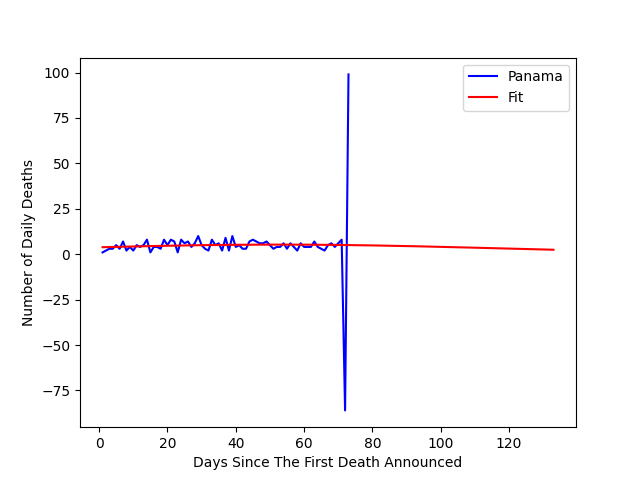 Panama
Fit
Number of Daily Deaths
100
75
50
25
0
−25
−50
−75
0 20 40 60 80 100 120
Days Since The First Death Announced